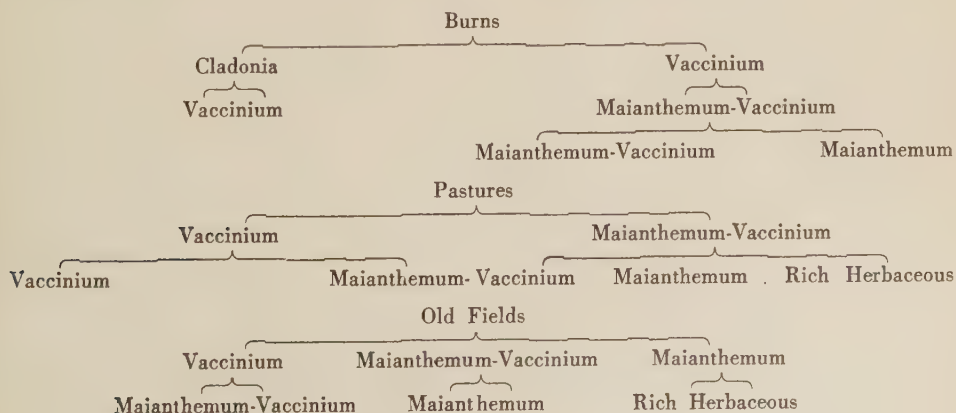 Burns
Cladonia Vaccinium
Vaccinium Maianthemum-Vaccinium
Maianthemum-Vaccinium Maianthemum
Pastures
Vaccinium Maianthemum-Vaccinium
Vaccinium Maianthemum- Vaccinium Maianthemum . Rich Herbaceous
Old Fields
Vaccinium Maianthemum-Vaccinium Maianthemum
Maianthemum-Vaccinium Maianthemum Rich Herbaceous